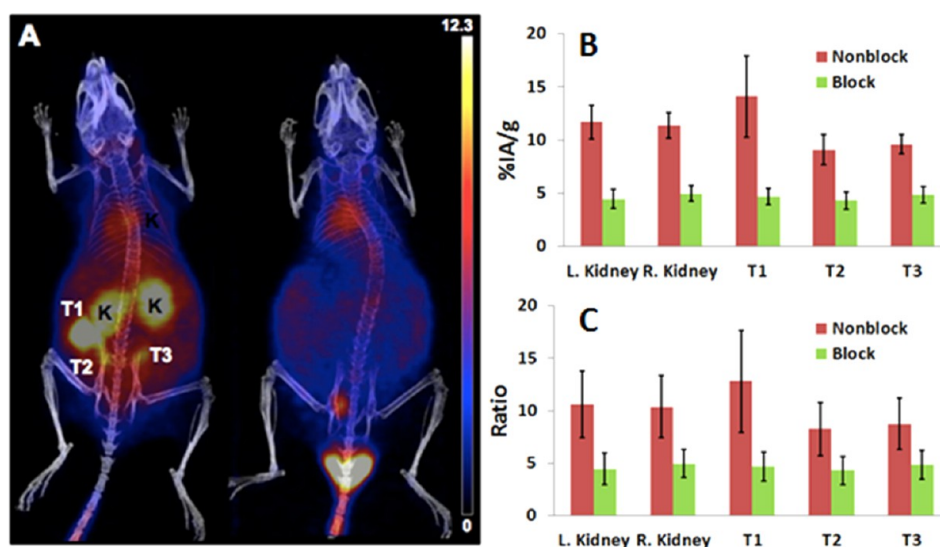 A
12.3
K
T1
K
K
T2
T3
0
B
20
15
10
5
0
%IA/g
Nonblock
Block
L. Kidney R. Kidney T1 T2 T3
C
20
15
10
5
0
Ratio
Nonblock
Block
L. Kidney R. Kidney T1 T2 T3